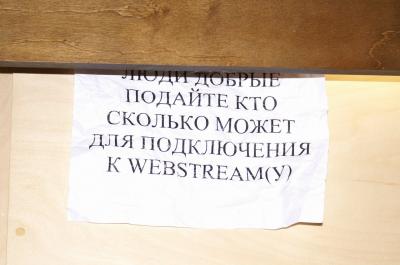 ЛЮДИ ДОБРЫЕ
ПОДАЙТЕ КТО
СКОЛЬКО МОЖЕТ
ДЛЯ ПОДКЛЮЧЕНИЯ
К WEBSTREAM(У)